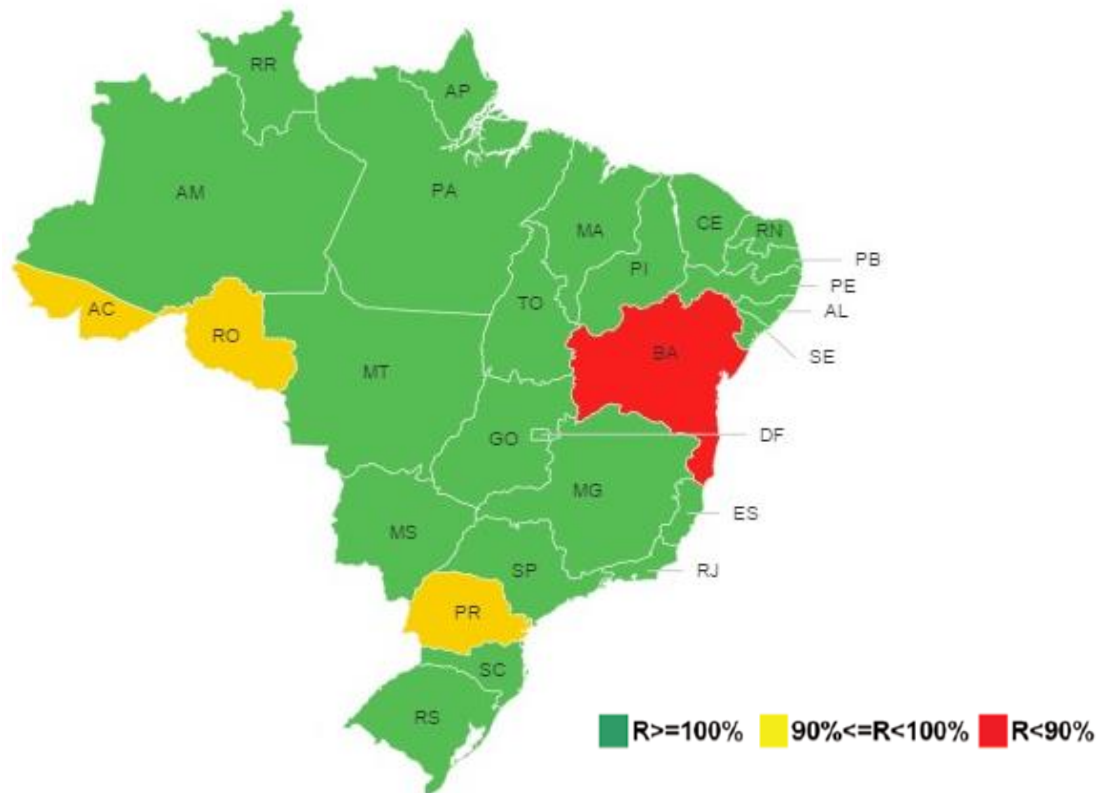 RR
AP
AM
PA
MA
CE
RN
PB
PI
PE
AC
TO
AL
RO
BA
SE
MT
GO
DF
MG
ES
MS
SP
RJ
PR
SC
RS
R>=100% 90%<=R<100% R<90%